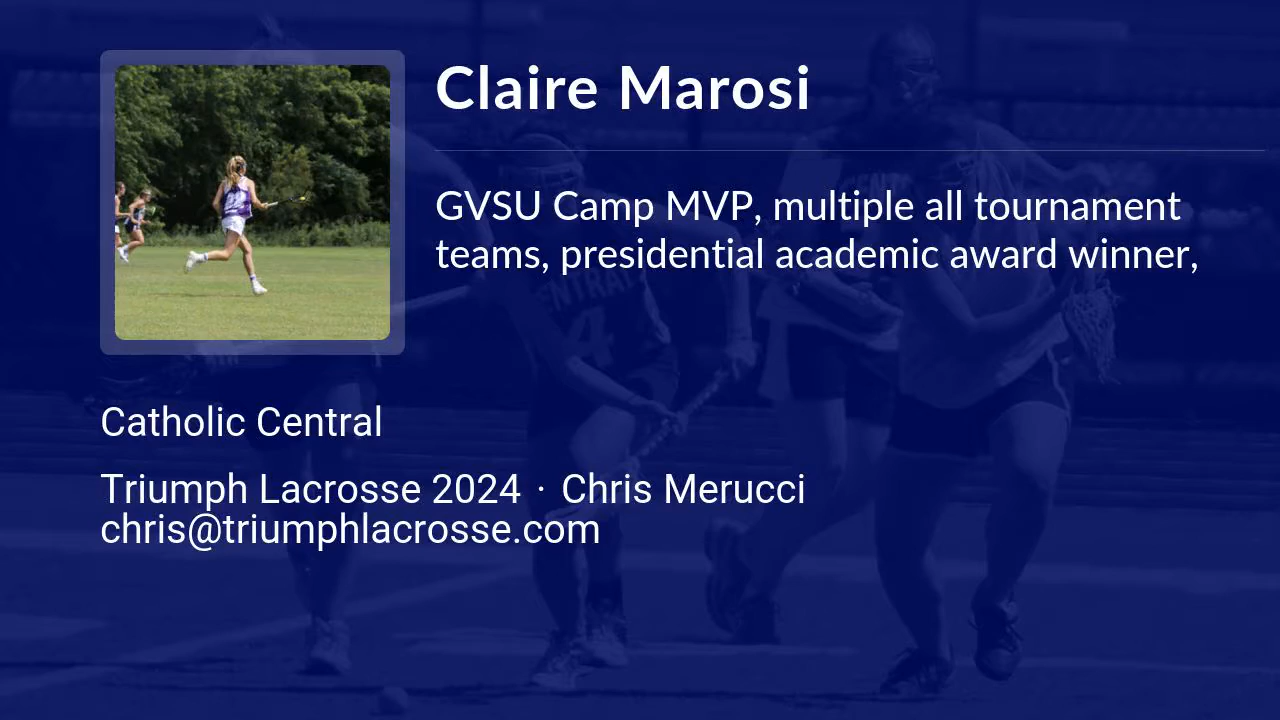 Claire Marosi
GVSU Camp MVP, multiple all tournament
teams, presidential academic award winner,
Catholic Central
Triumph Lacrosse 2024 · Chris Merucci
chris@triumphlacrosse.com